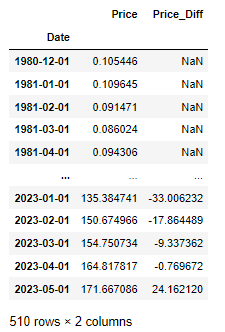 Price Price_Diff
Date
1980-12-01 0.105446 NaN
1981-01-01 0.109645 NaN
1981-02-01 0.091471 NaN
1981-03-01 0.086024 NaN
1981-04-01 0.094306 NaN
... ... ...
2023-01-01 135.384741 -33.006232
2023-02-01 150.674966 -17.864489
2023-03-01 154.750734 -9.337362
2023-04-01 164.817817 -0.769672
2023-05-01 171.667086 24.162120
510 rows × 2 columns